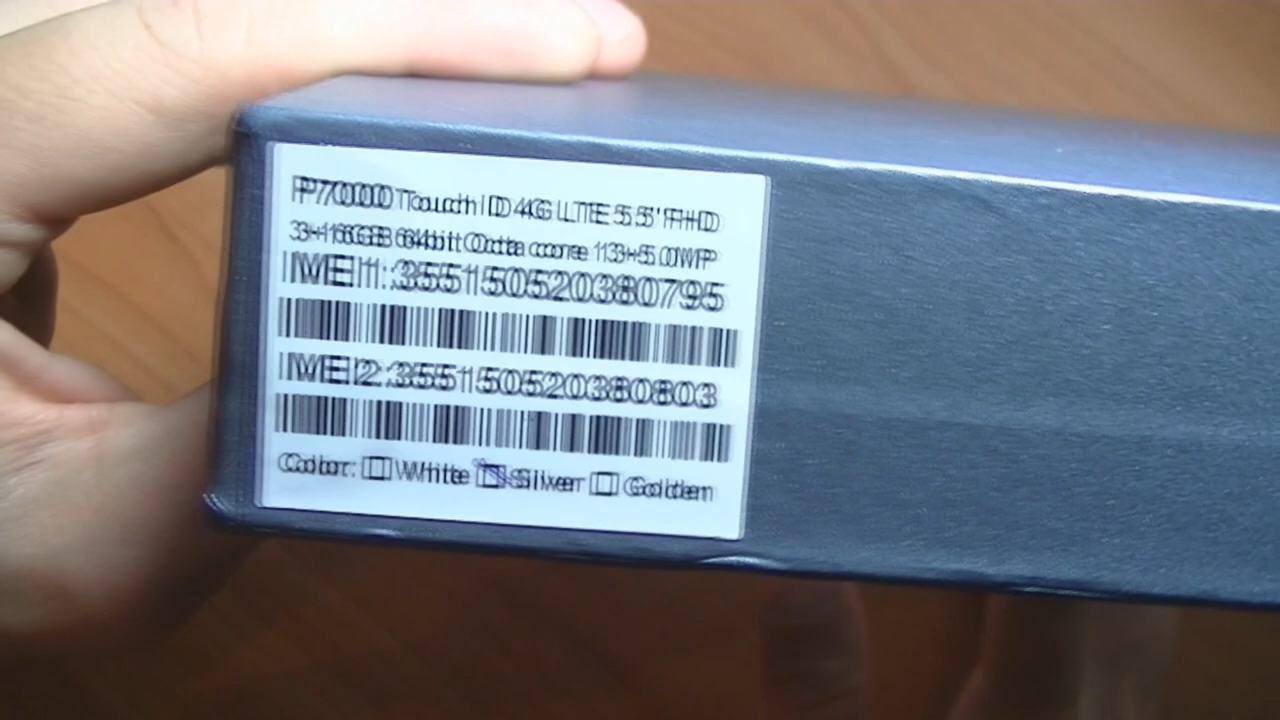 P7000 Touch ID 4G LTE 5.5" FHD
3+16GB 64bit Octa core 13+5.0MP
IMEI1:355150520380795
IMEI2:355150520380803
Color: □ White □ Silver □ Golden